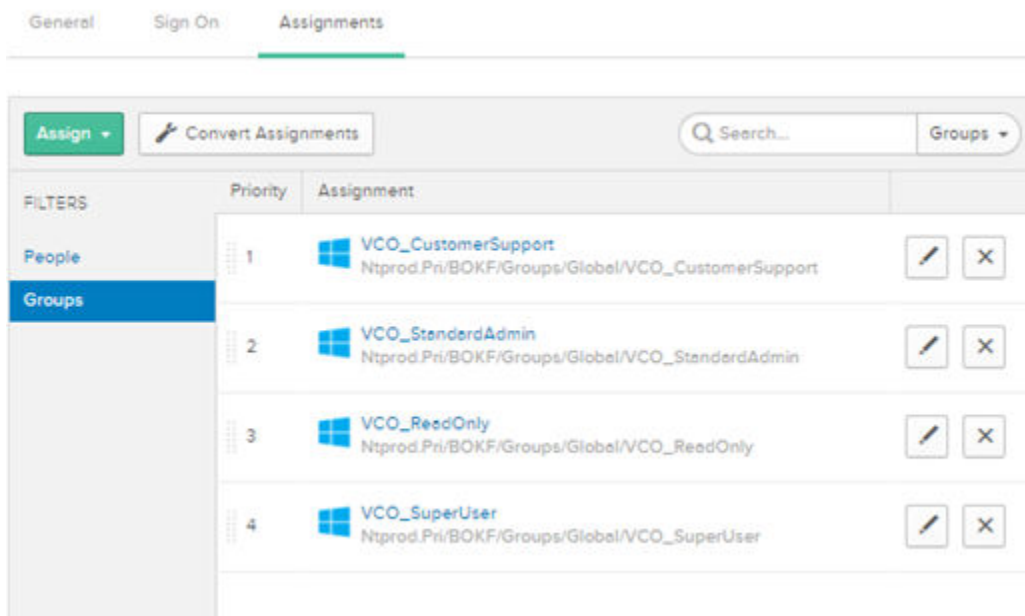 General Sign On Assignments
Assign Convert Assignments Search... Groups
FILTERS Priority Assignment
People
Groups
1 VCO_CustomerSupport
Ntprod.Pri/BOKF/Groups/Global/VCO_CustomerSupport
2 VCO_StandardAdmin
Ntprod.Pri/BOKF/Groups/Global/VCO_StandardAdmin
3 VCO_ReadOnly
Ntprod.Pri/BOKF/Groups/Global/VCO_ReadOnly
4 VCO_SuperUser
Ntprod.Pri/BOKF/Groups/Global/VCO_SuperUser